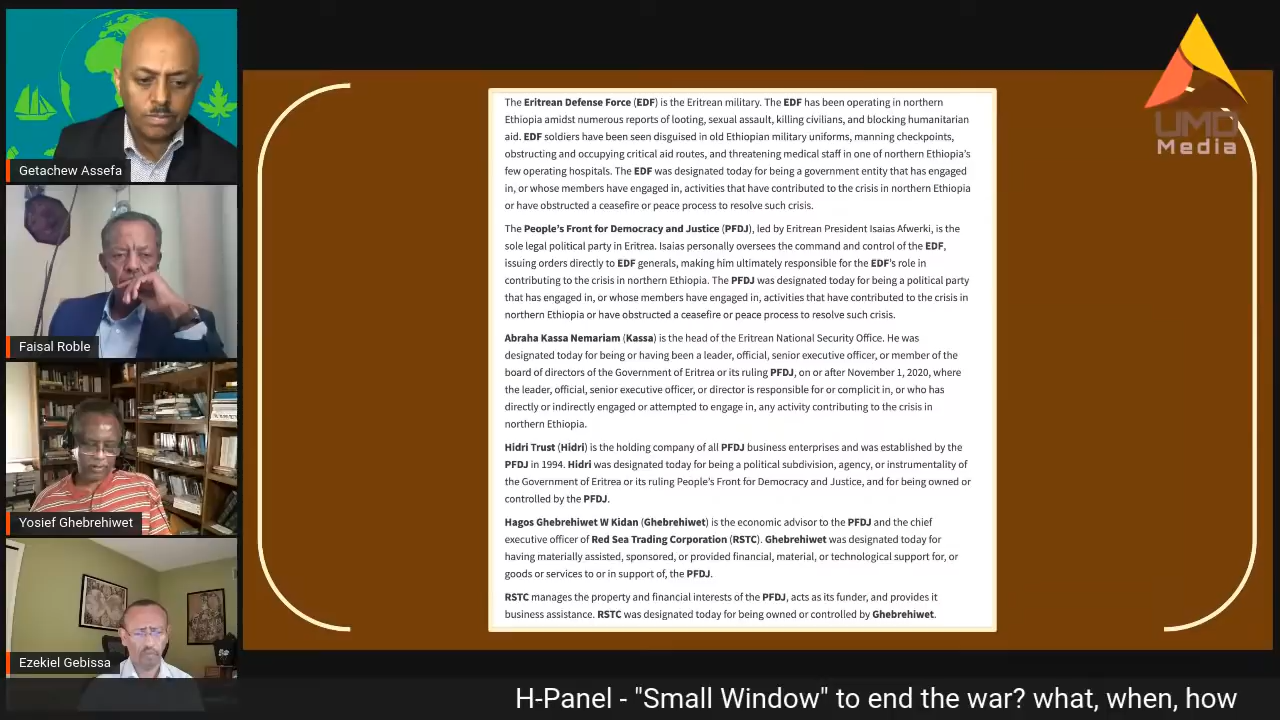 Getachew Assefa
Faisal Roble
Yosief Ghebrehiwet
Ezekiel Gebissa
The Eritrean Defense Force (EDF) is the Eritrean military. The EDF has been operating in northern
Ethiopia amidst numerous reports of looting, sexual assault, killing civilians, and blocking humanitarian
aid. EDF soldiers have been seen disguised in old Ethiopian military uniforms, manning checkpoints,
obstructing and occupying critical aid routes, and threatening medical staff in one of northern Ethiopia's
few operating hospitals. The EDF was designated today for being a government entity that has engaged
in, or whose members have engaged in, activities that have contributed to the crisis in northern Ethiopia
or have obstructed a ceasefire or peace process to resolve such crisis.
The People's Front for Democracy and Justice (PFDJ), led by Eritrean President Isaias Afwerki, is the
sole legal political party in Eritrea. Isaias personally oversees the command and control of the EDF,
issuing orders directly to EDF generals, making him ultimately responsible for the EDF's role in
contributing to the crisis in northern Ethiopia. The PFDJ was designated today for being a political party
that has engaged in, or whose members have engaged in, activities that have contributed to the crisis in
northern Ethiopia or have obstructed a ceasefire or peace process to resolve such crisis.
Abraha Kassa Nemariam (Kassa) is the head of the Eritrean National Security Office. He was
designated today for being or having been a leader, official, senior executive officer, or member of the
board of directors of the Government of Eritrea or its ruling PFDJ, on or after November 1, 2020, where
the leader, official, senior executive officer, or director is responsible for or complicit in, or who has
directly or indirectly engaged or attempted to engage in, any activity contributing to the crisis in
northern Ethiopia.
Hidri Trust (Hidri) is the holding company of all PFDJ business enterprises and was established by the
PFDJ in 1994. Hidri was designated today for being a political subdivision, agency, or instrumentality of
the Government of Eritrea or its ruling People's Front for Democracy and Justice, and for being owned or
controlled by the PFDJ.
Hagos Ghebrehiwet W Kidan (Ghebrehiwet) is the economic advisor to the PFDJ and the chief
executive officer of Red Sea Trading Corporation (RSTC). Ghebrehiwet was designated today for
having materially assisted, sponsored, or provided financial, material, or technological support for, or
goods or services to or in support of, the PFDJ.
RSTC manages the property and financial interests of the PFDJ, acts as its funder, and provides it
business assistance. RSTC was designated today for being owned or controlled by Ghebrehiwet.
UMD
Media
H-Panel - "Small Window" to end the war? what, when, how